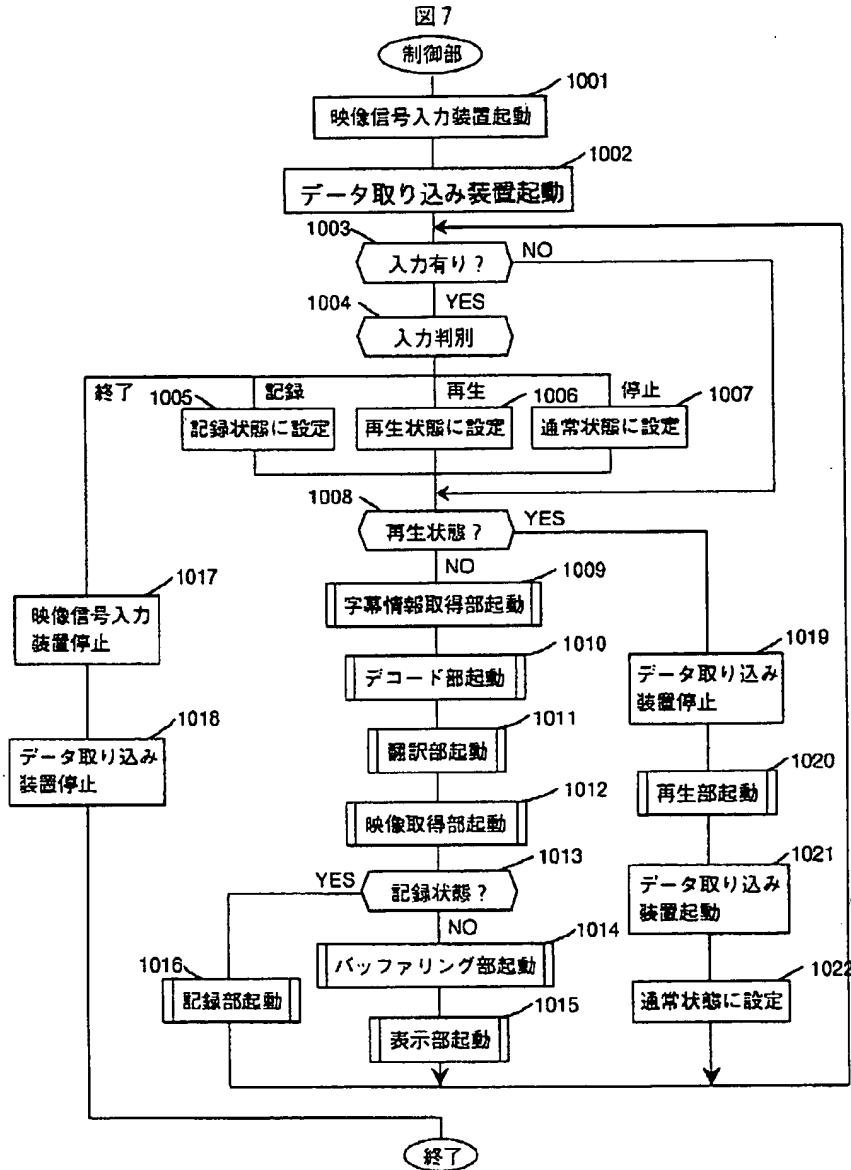 図7
制御部
1001
映像信号入力装置起動
1002
データ取り込み装置起動
1003
入力有り?
NO
YES
1004
入力判別
終了
記録
再生
停止
1005
記録状態に設定
1006
再生状態に設定
1007
通常状態に設定
1008
再生状態?
YES
NO
1009
字幕情報取得部起動
1010
デコード部起動
1011
翻訳部起動
1012
映像取得部起動
1013
記録状態?
YES
NO
1014
バッファリング部起動
1015
表示部起動
1016
記録部起動
1017
映像信号入力
装置停止
1018
データ取り込み
装置停止
1019
データ取り込み
装置停止
1020
再生部起動
1021
データ取り込み
装置起動
1022
通常状態に設定
終了